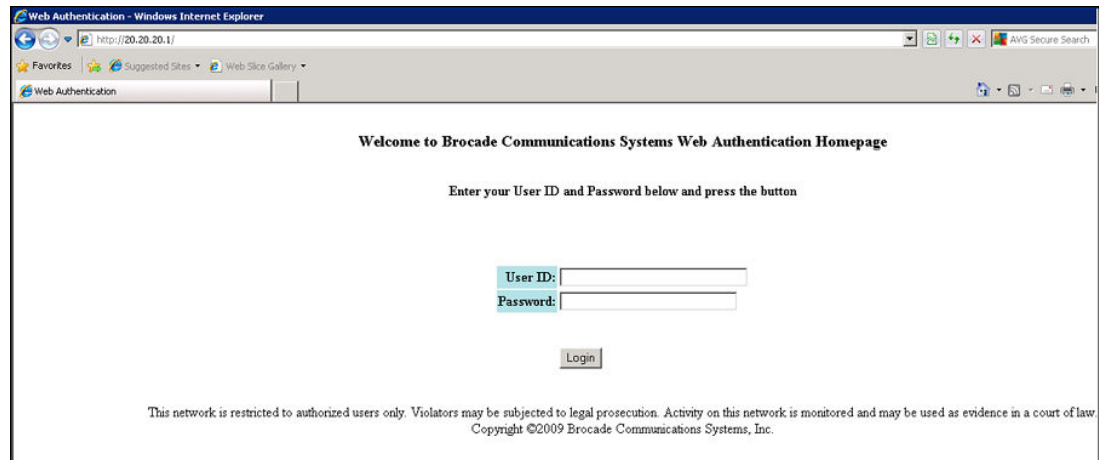 Web Authentication - Windows Internet Explorer
http://20.20.20.1/
AVG Secure Search
Favorites Suggested Sites Web Slice Gallery
Web Authentication
Welcome to Brocade Communications Systems Web Authentication Homepage
Enter your User ID and Password below and press the button
User ID:
Password:
Login
This network is restricted to authorized users only. Violators may be subjected to legal prosecution. Activity on this network is monitored and may be used as evidence in a court of law.
Copyright ©2009 Brocade Communications Systems, Inc.